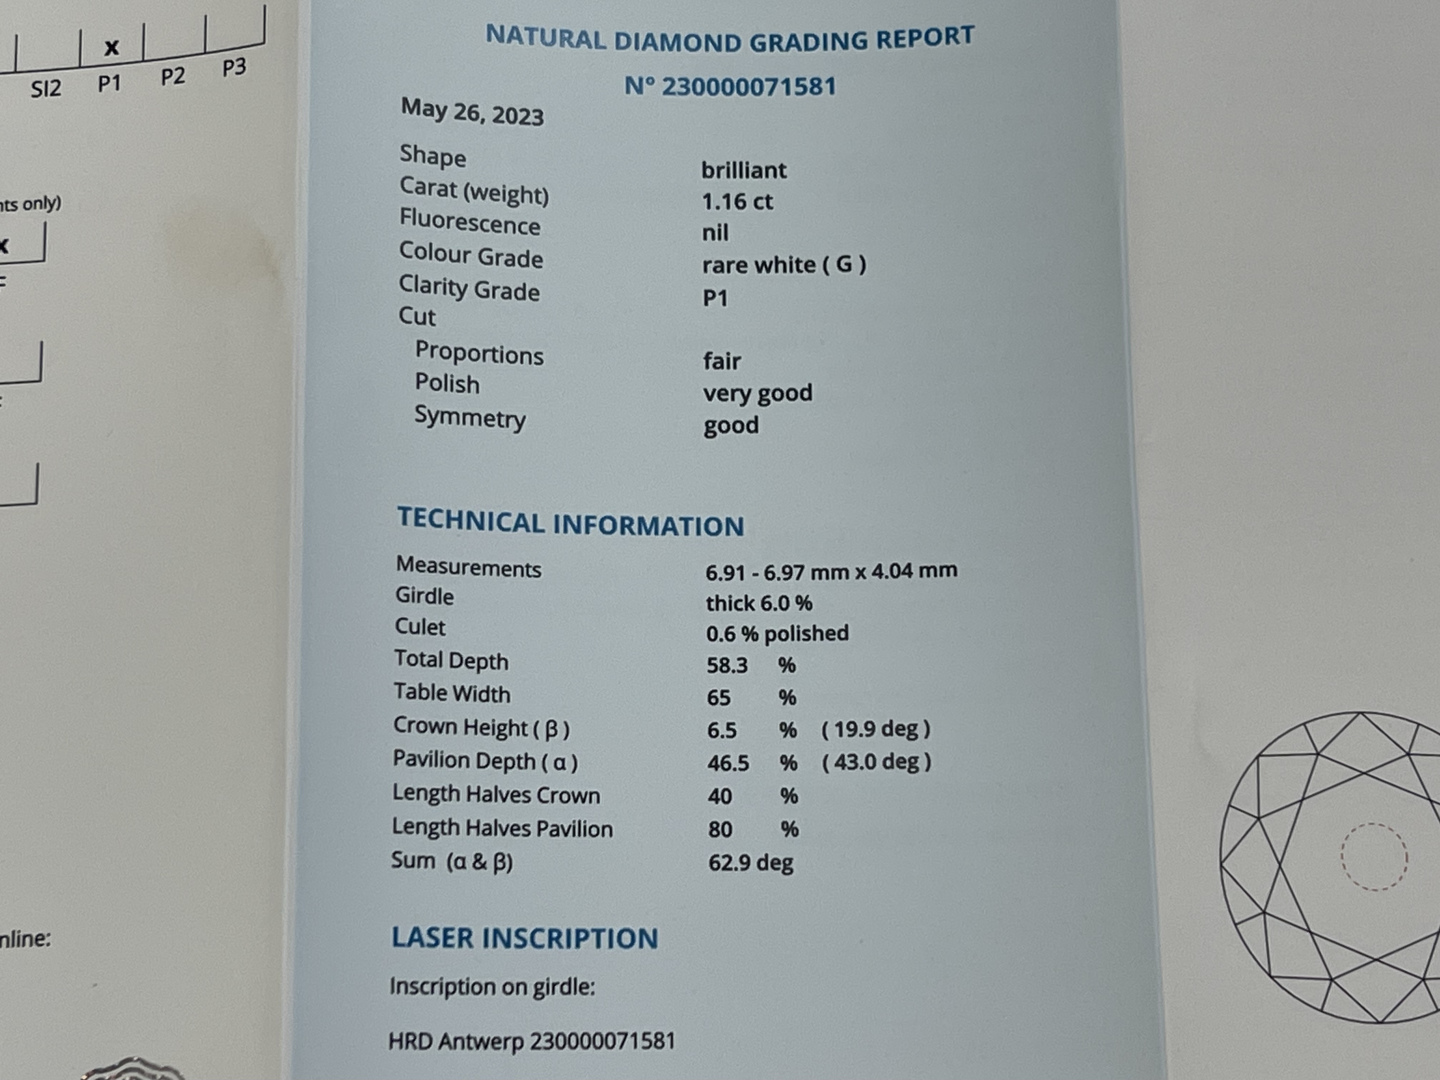 x
SI2 P1 P2 P3
nts only)
x
nline:
NATURAL DIAMOND GRADING REPORT
N° 230000071581
May 26, 2023
Shape brilliant
Carat (weight) 1.16 ct
Fluorescence nil
Colour Grade rare white ( G )
Clarity Grade P1
Cut
Proportions fair
Polish very good
Symmetry good
TECHNICAL INFORMATION
Measurements 6.91 - 6.97 mm x 4.04 mm
Girdle thick 6.0 %
Culet 0.6 % polished
Total Depth 58.3 %
Table Width 65 %
Crown Height ( β ) 6.5 % ( 19.9 deg )
Pavilion Depth ( α ) 46.5 % ( 43.0 deg )
Length Halves Crown 40 %
Length Halves Pavilion 80 %
Sum (α & β) 62.9 deg
LASER INSCRIPTION
Inscription on girdle:
HRD Antwerp 230000071581